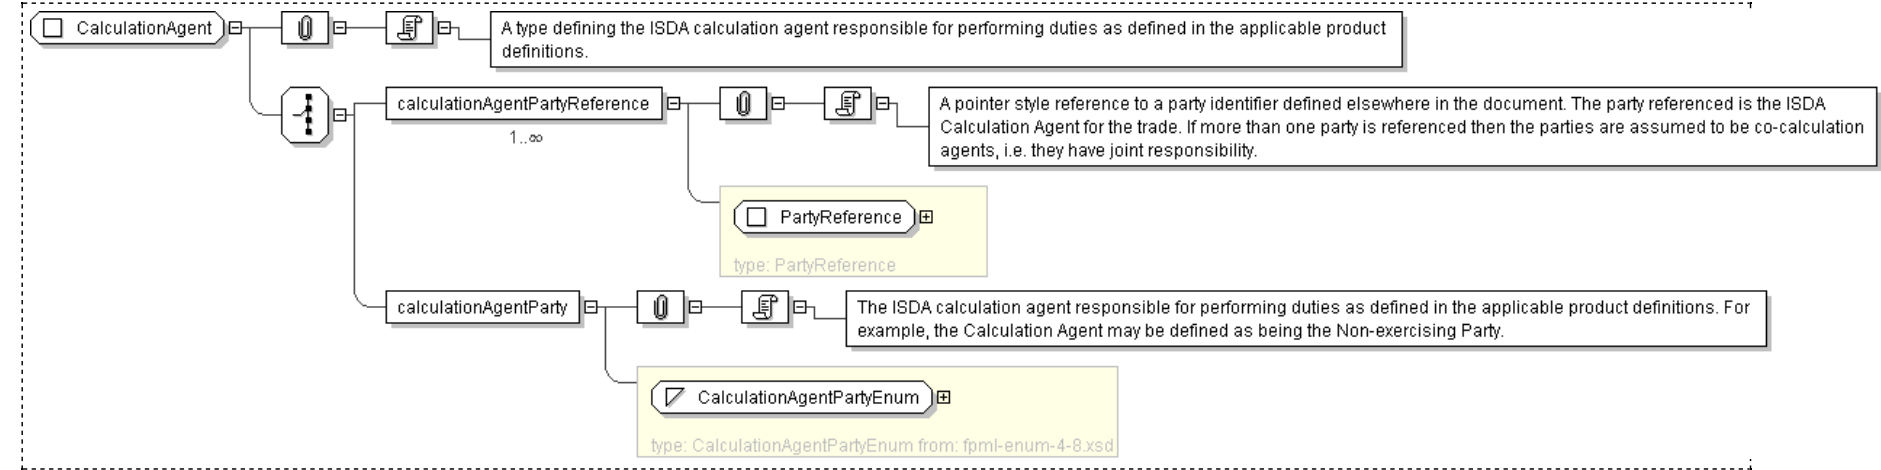 CalculationAgent
A type defining the ISDA calculation agent responsible for performing duties as defined in the applicable product
definitions.
calculationAgentPartyReference
1..∞
A pointer style reference to a party identifier defined elsewhere in the document. The party referenced is the ISDA
Calculation Agent for the trade. If more than one party is referenced then the parties are assumed to be co-calculation
agents, i.e. they have joint responsibility.
PartyReference
type: PartyReference
calculationAgentParty
The ISDA calculation agent responsible for performing duties as defined in the applicable product definitions. For
example, the Calculation Agent may be defined as being the Non-exercising Party.
CalculationAgentPartyEnum
type: CalculationAgentPartyEnum from: fpml-enum-4-8.xsd